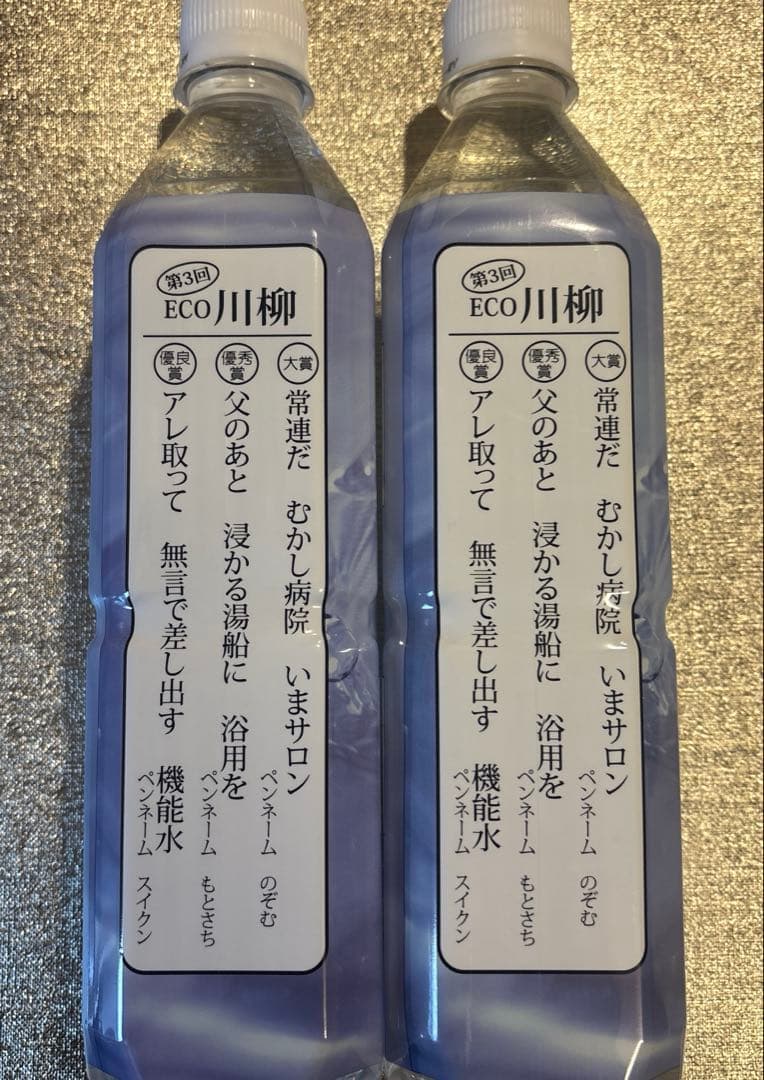 第3回
ECO川柳
大賞 常連だ むかし病院 いまサロン
ペンネーム のぞむ
優秀賞 父のあと 浸かる湯船に 浴用を
ペンネーム もとさち
優良賞 アレ取って 無言で差し出す 機能水
ペンネーム スイクン
第3回
ECO川柳
大賞 常連だ むかし病院 いまサロン
ペンネーム のぞむ
優秀賞 父のあと 浸かる湯船に 浴用を
ペンネーム もとさち
優良賞 アレ取って 無言で差し出す 機能水
ペンネーム スイクン